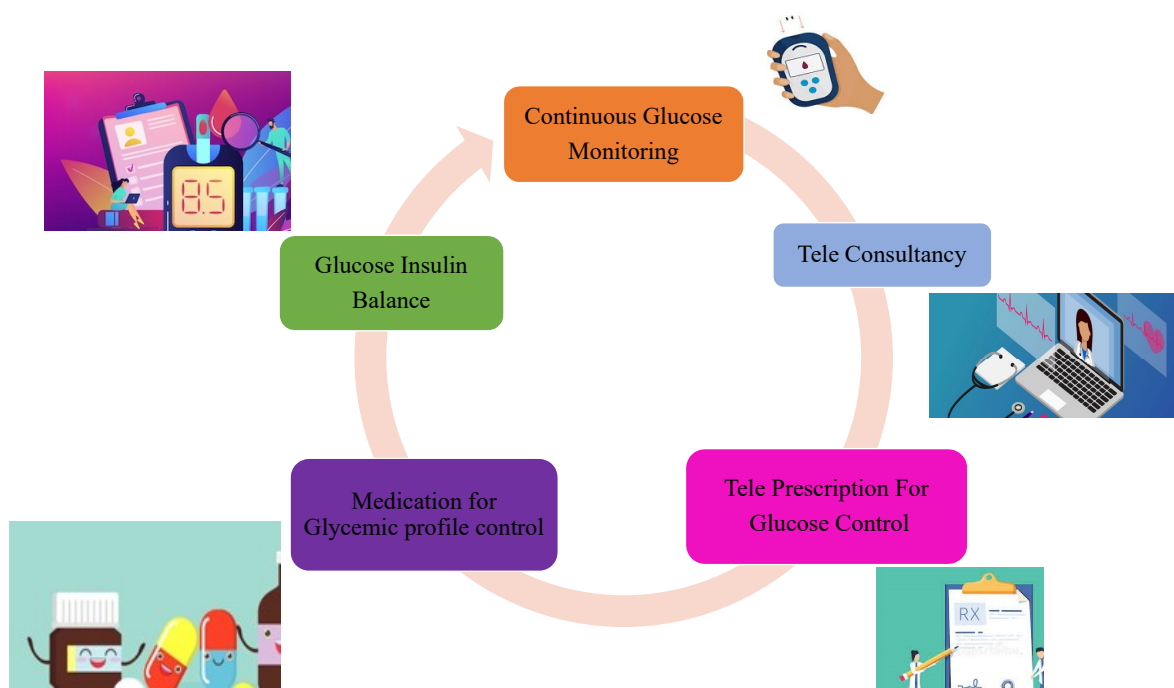 Continuous Glucose
Monitoring
Tele Consultancy
Tele Prescription For
Glucose Control
RX
Medication for
Glycemic profile control
Glucose Insulin
Balance
8.5